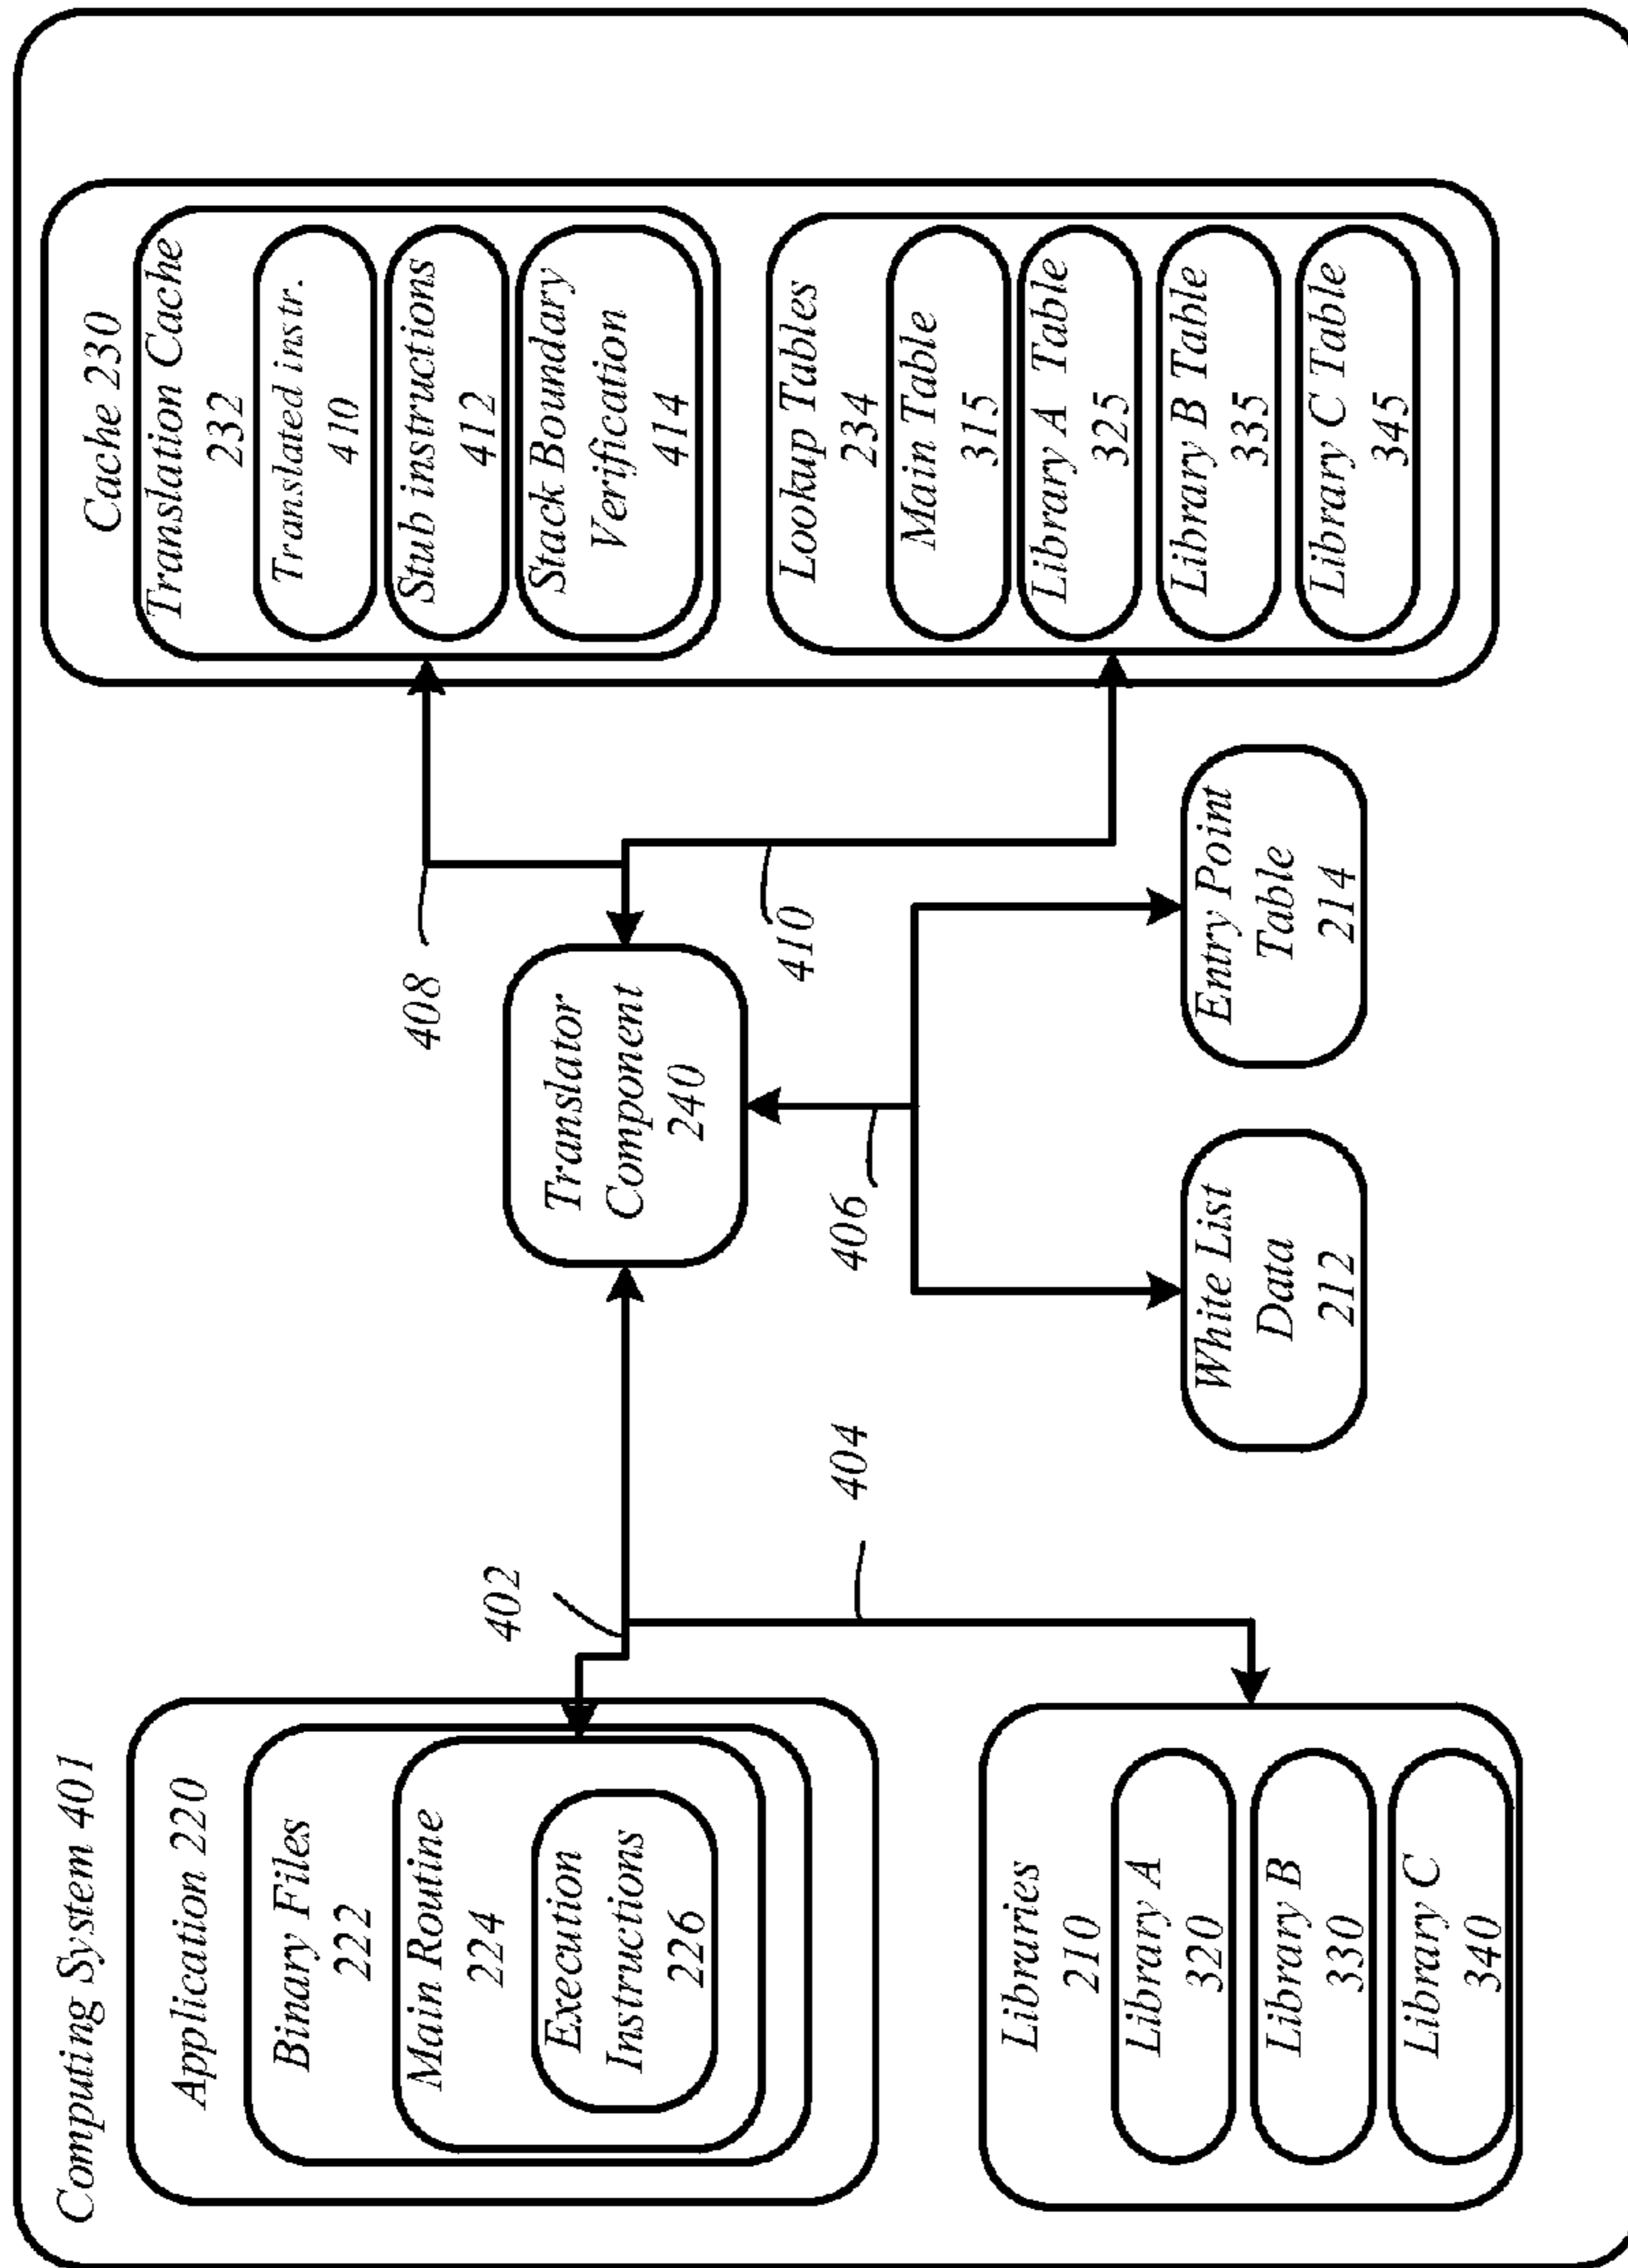 Computing System 401
Application 220
Binary Files
222
Main Routine
224
Execution
Instructions
226
Libraries
210
Library A
320
Library B
330
Library C
340
402
404
Translator
Component
240
406
White List
Data
212
Entry Point
Table
214
408
410
Cache 230
Translation Cache
232
Translated instr.
410
Stub instructions
412
Stack Boundary
Verification
414
Lookup Tables
234
Main Table
315
Library A Table
325
Library B Table
335
Library C Table
345